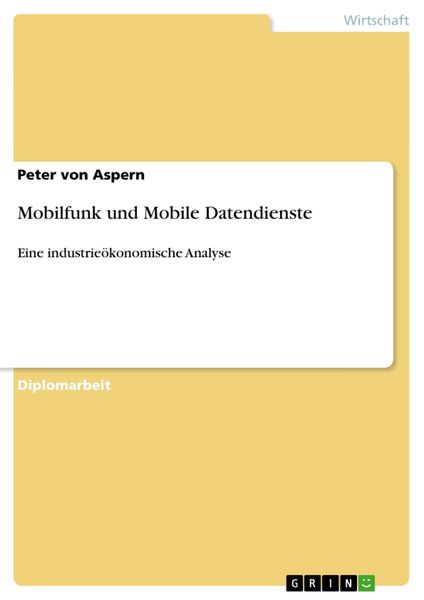 Wirtschaft
Peter von Aspern
Mobilfunk und Mobile Datendienste
Eine industrieökonomische Analyse
Diplomarbeit
GRIN